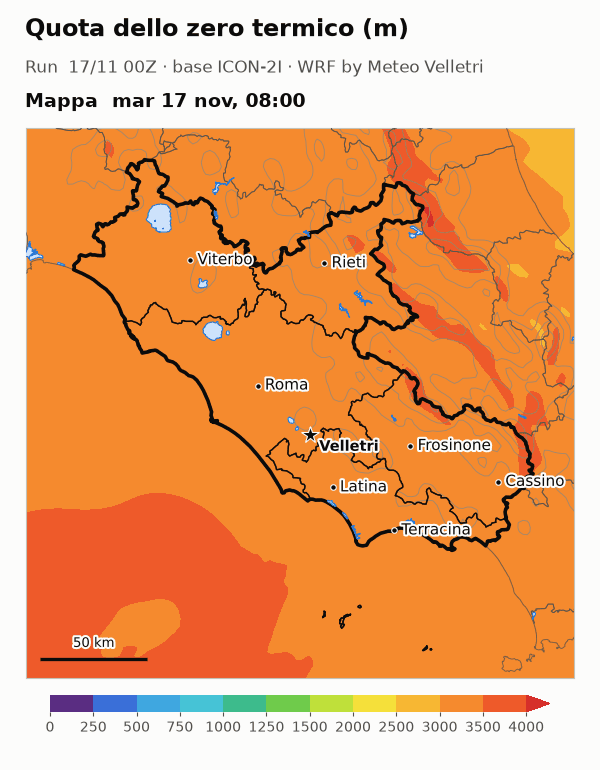 Quota dello zero termico (m)
Run  17/11 00Z · base ICON-2I · WRF by Meteo Velletri
Mappa  mar 17 nov, 08:00
Viterbo
Rieti
Roma
Velletri
Frosinone
Cassino
Latina
Terracina
50 km
0 250 500 750 1000 1250 1500 2000 2500 3000 3500 4000